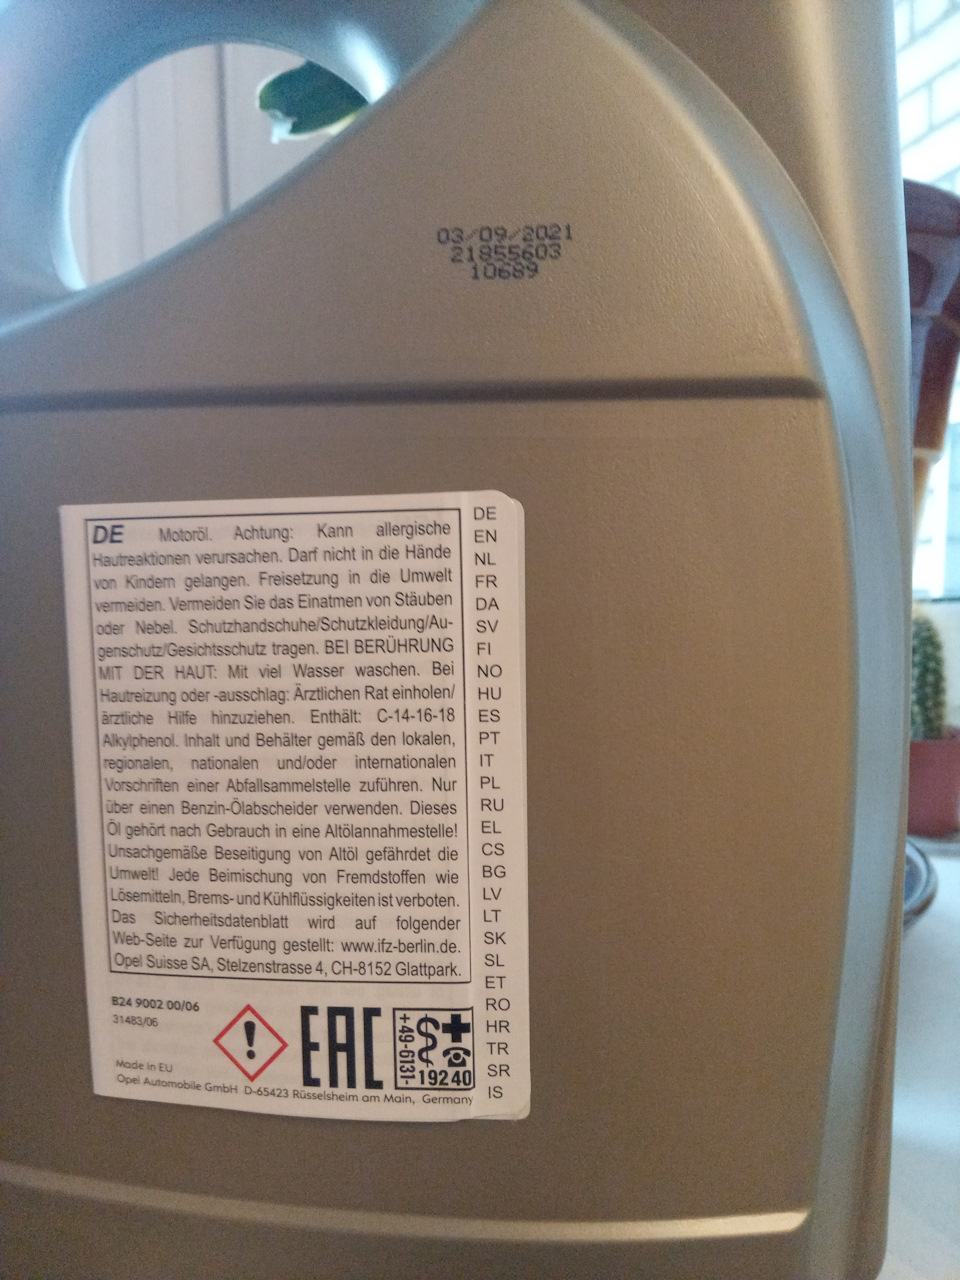 03/09/2021
21855603
10689
DE Motoröl. Achtung: Kann allergische
Hautreaktionen verursachen. Darf nicht in die Hände
von Kindern gelangen. Freisetzung in die Umwelt
vermeiden. Vermeiden Sie das Einatmen von Stäuben
oder Nebel. Schutzhandschuhe/Schutzkleidung/Au-
genschutz/Gesichtsschutz tragen. BEI BERÜHRUNG
MIT DER HAUT: Mit viel Wasser waschen. Bei
Hautreizung oder -ausschlag: Ärztlichen Rat einholen/
ärztliche Hilfe hinzuziehen. Enthält: C-14-16-18
Alkylphenol. Inhalt und Behälter gemäß den lokalen,
regionalen, nationalen und/oder internationalen
Vorschriften einer Abfallsammelstelle zuführen. Nur
über einen Benzin-Ölabscheider verwenden. Dieses
Öl gehört nach Gebrauch in eine Altölannahmestelle!
Unsachgemäße Beseitigung von Altöl gefährdet die
Umwelt! Jede Beimischung von Fremdstoffen wie
Lösemitteln, Brems- und Kühlflüssigkeiten ist verboten.
Das Sicherheitsdatenblatt wird auf folgender
Web-Seite zur Verfügung gestellt: www.ifz-berlin.de.
Opel Suisse SA, Stelzenstrasse 4, CH-8152 Glattpark.
DE
EN
NL
FR
DA
SV
FI
NO
HU
ES
PT
IT
PL
RU
EL
CS
BG
LV
LT
SK
SL
ET
RO
HR
TR
SR
IS
B24 9002 00/06
31483/06
!
EAC
+49-6131-
19240
Made in EU
Opel Automobile GmbH D-65423 Rüsselsheim am Main, Germany